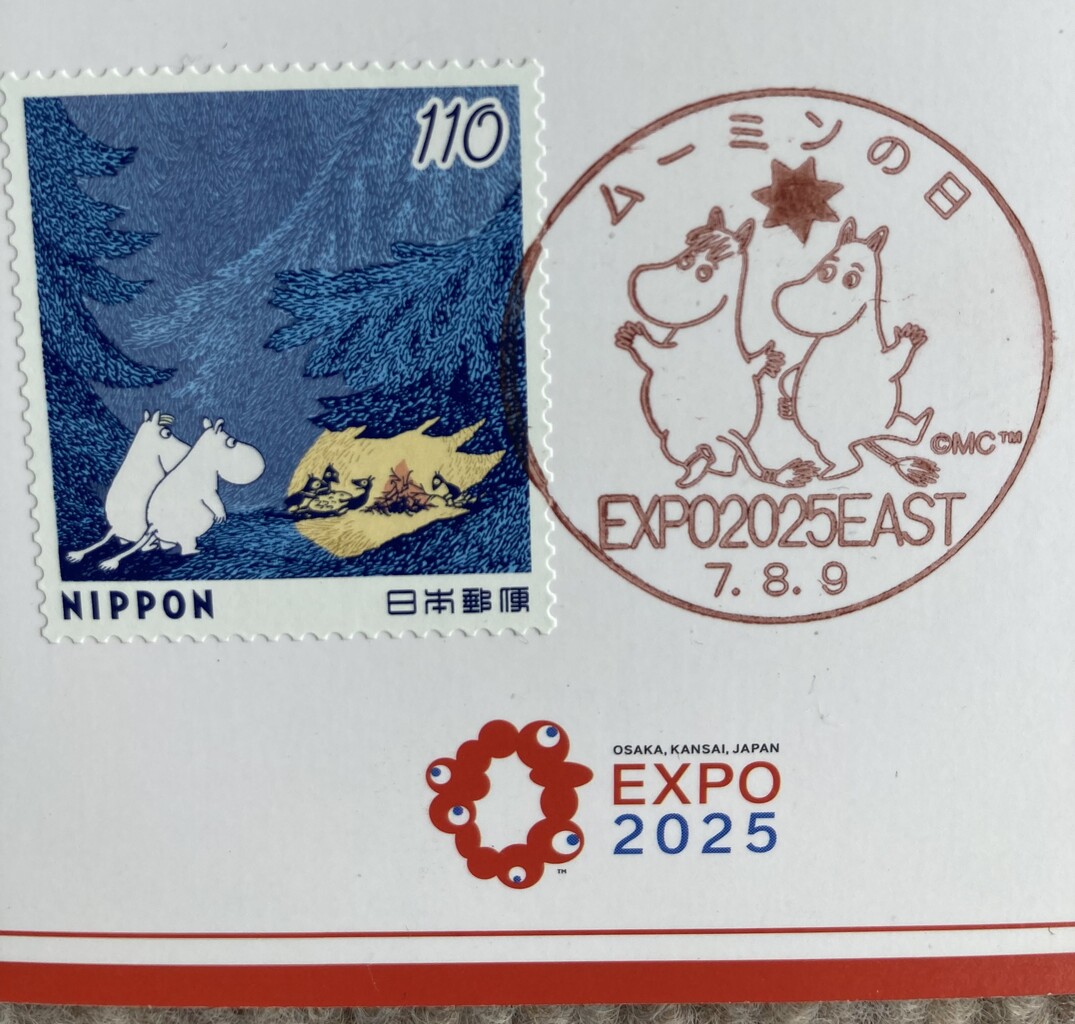 110
NIPPON 日本郵便
ムーミンの日
©MC™
EXPO2025EAST
7.8.9
OSAKA, KANSAI, JAPAN
EXPO
2025
™